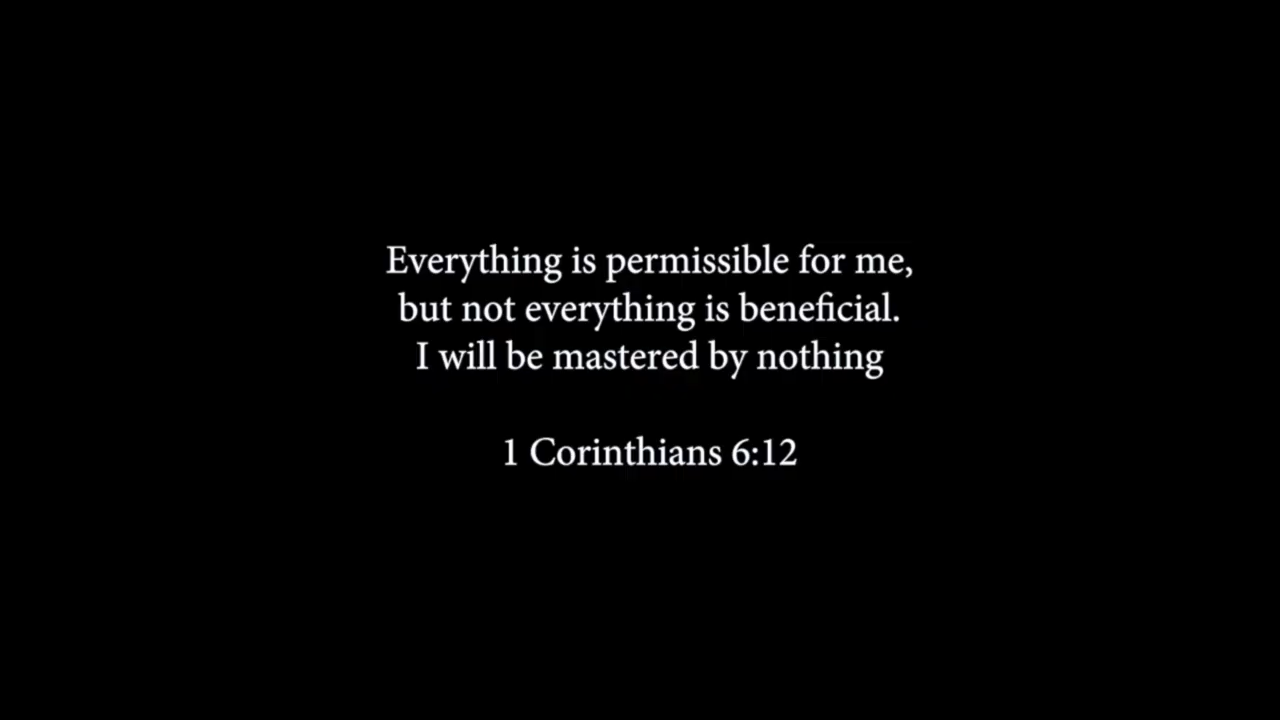 Everything is permissible for me,
but not everything is beneficial.
I will be mastered by nothing
1 Corinthians 6:12